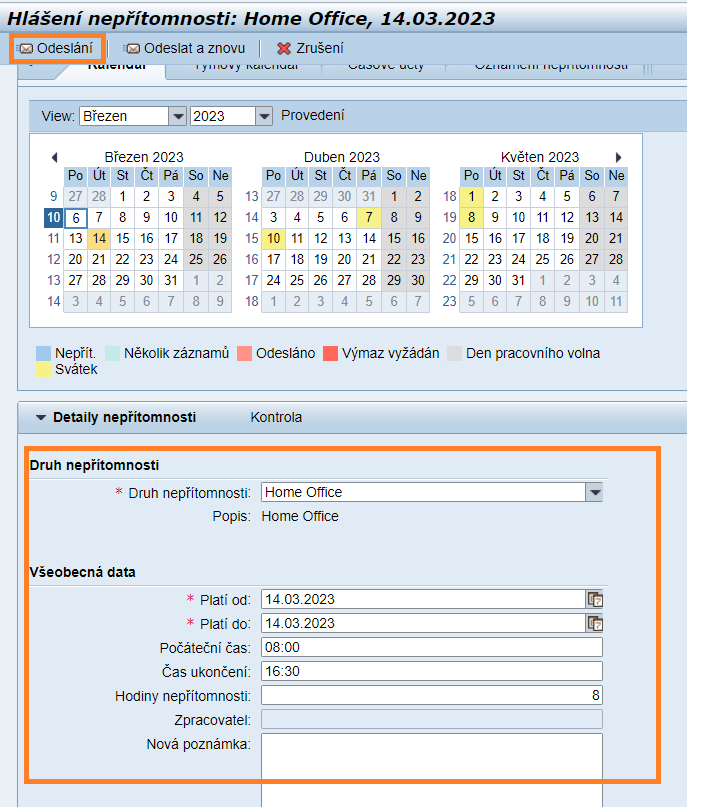 Hlášení nepřítomnosti: Home Office, 14.03.2023
Odeslání Odeslat a znovu Zrušení
Kalendář Týmový kalendář Časové účty Oznámení nepřítomnosti
View: Březen 2023 Provedení
Březen 2023 Duben 2023 Květen 2023
Po Út St Čt Pá So Ne Po Út St Čt Pá So Ne Po Út St Čt Pá So Ne
9 27 28 1 2 3 4 5 13 27 28 29 30 31 1 2 18 1 2 3 4 5 6 7
10 6 7 8 9 10 11 12 14 3 4 5 6 7 8 9 19 8 9 10 11 12 13 14
11 13 14 15 16 17 18 19 15 10 11 12 13 14 15 16 20 15 16 17 18 19 20 21
12 20 21 22 23 24 25 26 16 17 18 19 20 21 22 23 21 22 23 24 25 26 27 28
13 27 28 29 30 31 1 2 17 24 25 26 27 28 29 30 22 29 30 31 1 2 3 4
14 3 4 5 6 7 8 9 18 1 2 3 4 5 6 7 23 5 6 7 8 9 10 11
Nepřít. Několik záznamů Odesláno Výmaz vyžádán Den pracovního volna
Svátek
Detaily nepřítomnosti Kontrola
Druh nepřítomnosti
* Druh nepřítomnosti: Home Office
Popis: Home Office
Všeobecná data
* Platí od: 14.03.2023
* Platí do: 14.03.2023
Počáteční čas: 08:00
Čas ukončení: 16:30
Hodiny nepřítomnosti: 8
Zpracovatel:
Nová poznámka: